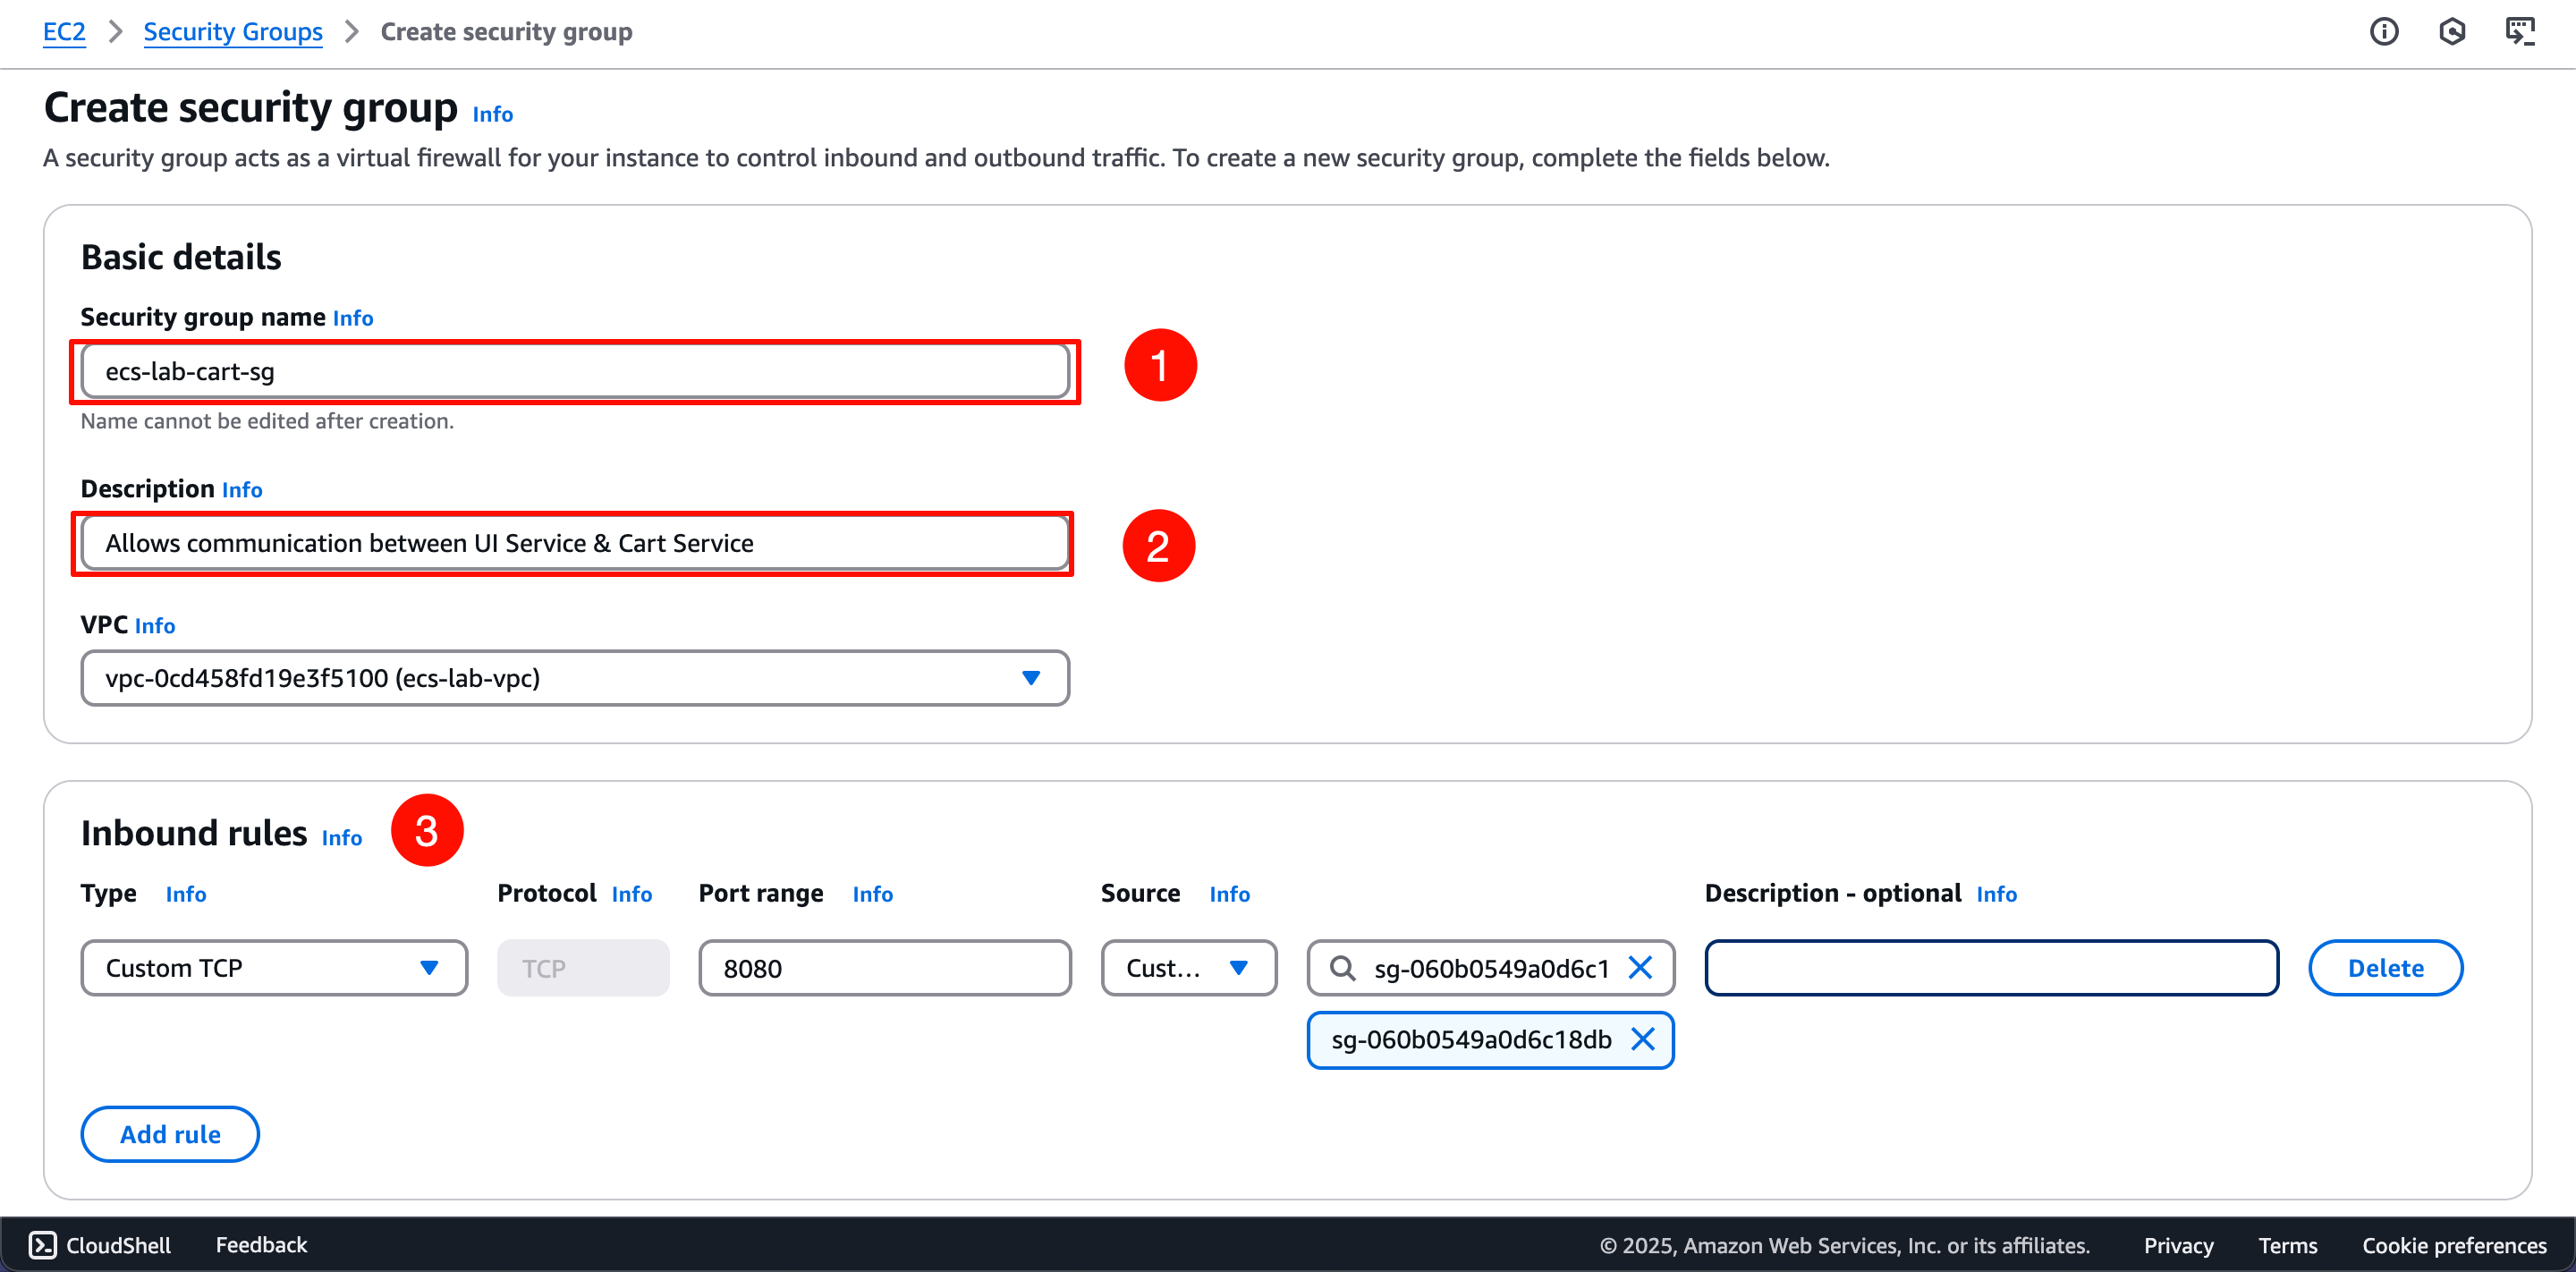 EC2 > Security Groups > Create security group
Create security group Info
A security group acts as a virtual firewall for your instance to control inbound and outbound traffic. To create a new security group, complete the fields below.
Basic details
Security group name Info
ecs-lab-cart-sg
1
Name cannot be edited after creation.
Description Info
Allows communication between UI Service & Cart Service
2
VPC Info
vpc-0cd458fd19e3f5100 (ecs-lab-vpc)
Inbound rules Info
3
Type Info Protocol Info Port range Info Source Info Description - optional Info
Custom TCP TCP 8080 Cust... sg-060b0549a0d6c1 Delete
sg-060b0549a0d6c18db
Add rule
CloudShell Feedback © 2025, Amazon Web Services, Inc. or its affiliates. Privacy Terms Cookie preferences